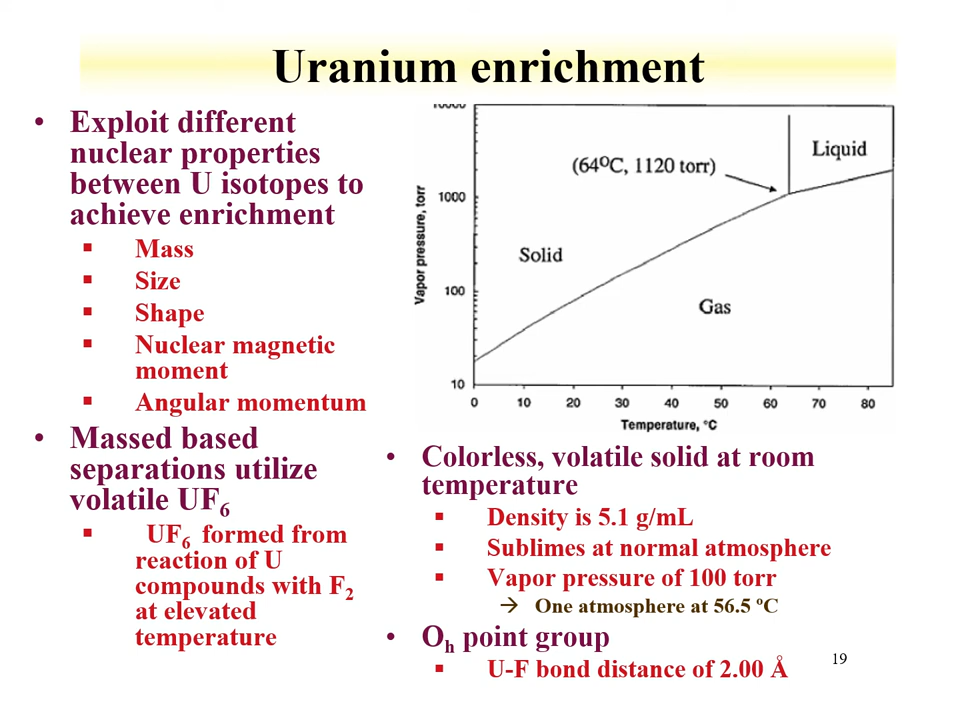 Uranium enrichment
• Exploit different
nuclear properties
between U isotopes to
achieve enrichment
▪ Mass
▪ Size
▪ Shape
▪ Nuclear magnetic
moment
▪ Angular momentum
• Massed based
separations utilize
volatile UF6
▪ UF6 formed from
reaction of U
compounds with F2
at elevated
temperature
10000
1000
100
10
Vapor pressure, torr
(64°C, 1120 torr)
Liquid
Solid
Gas
0 10 20 30 40 50 60 70 80
Temperature, °C
• Colorless, volatile solid at room
temperature
▪ Density is 5.1 g/mL
▪ Sublimes at normal atmosphere
▪ Vapor pressure of 100 torr
→ One atmosphere at 56.5 ºC
• Oh point group
▪ U-F bond distance of 2.00 Å
19